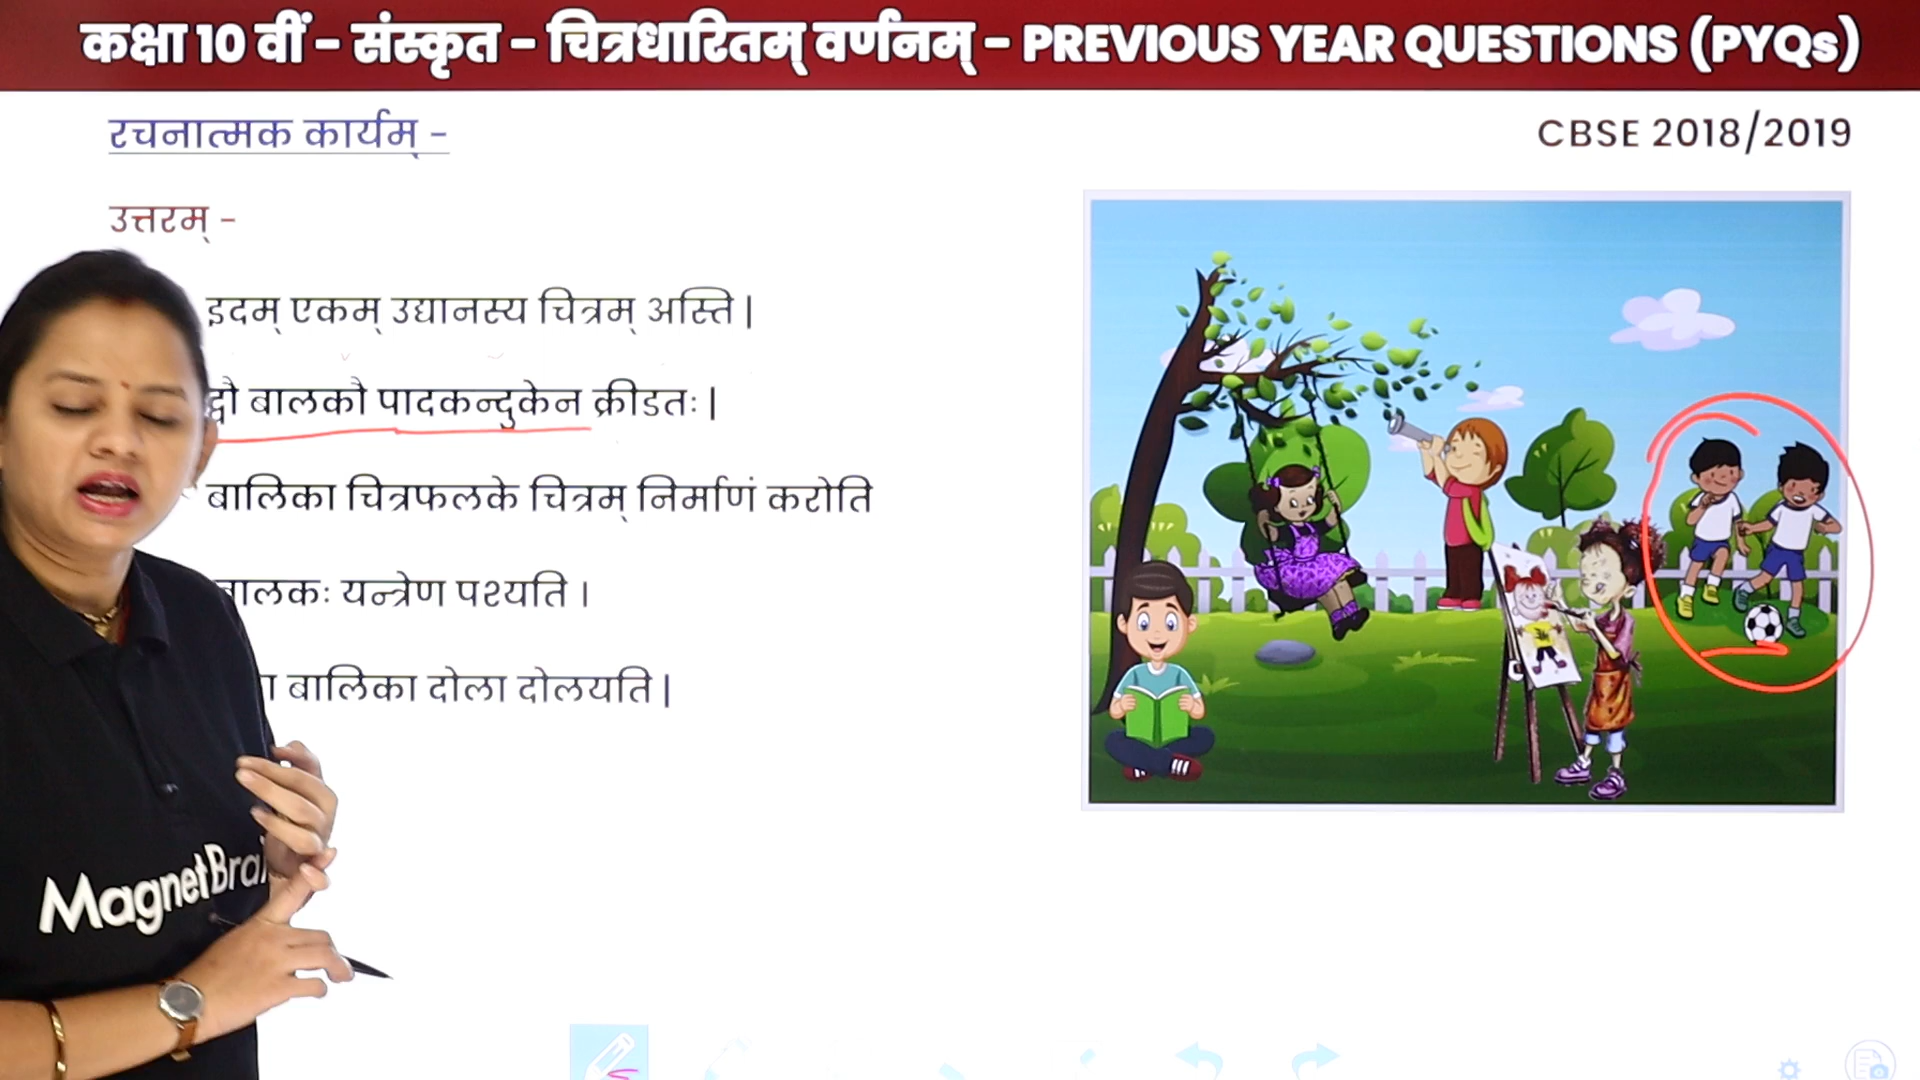 कक्षा 10 वीं - संस्कृत - चित्रधारितम् वर्णनम् - PREVIOUS YEAR QUESTIONS (PYQs)
रचनात्मक कार्यम् -
CBSE 2018/2019
उत्तरम् -
इदम् एकम् उद्यानस्य चित्रम् अस्ति |
द्वौ बालकौ पादकन्दुकेन क्रीडतः |
बालिका चित्रफलके चित्रम् निर्माणं करोति
बालकः यन्त्रेण पश्यति ।
बालिका दोला दोलयति |
MagnetBrai